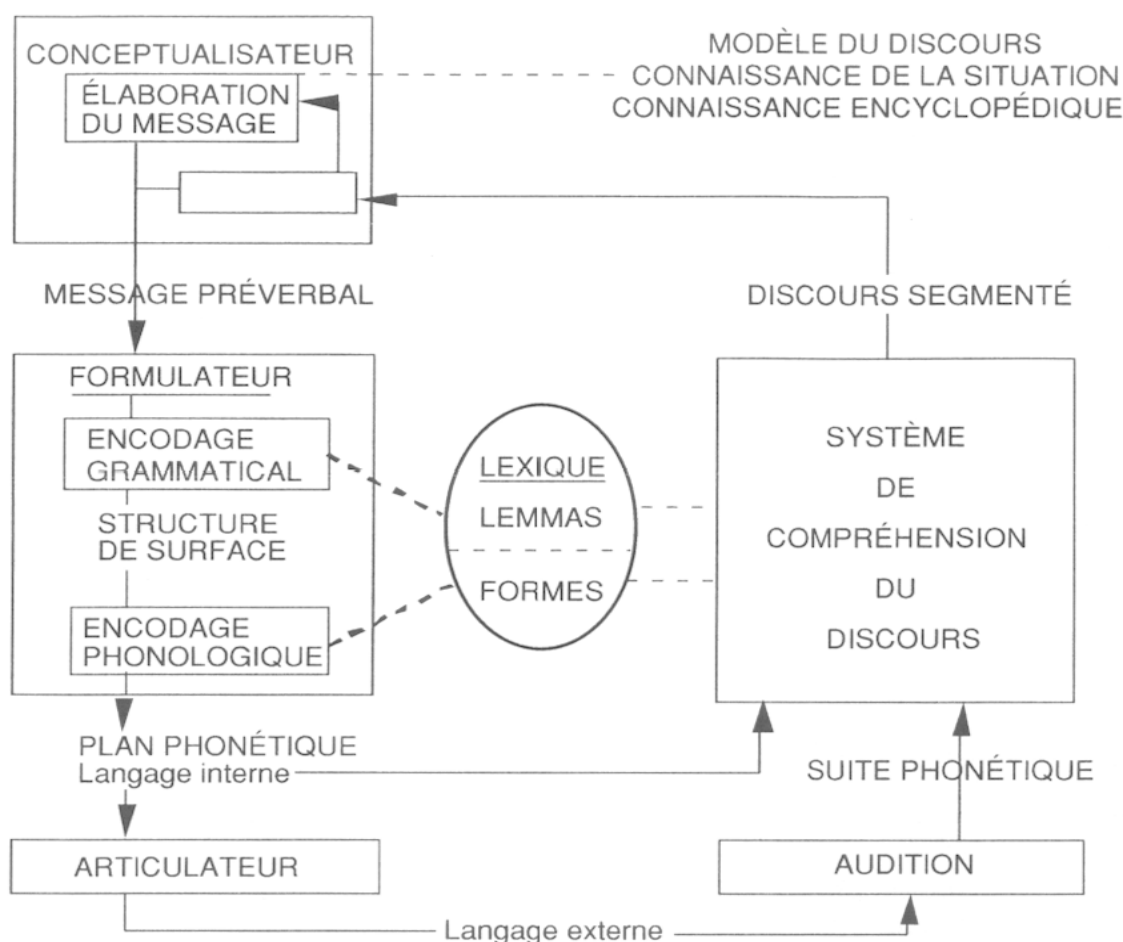 CONCEPTUALISATEUR
ÉLABORATION
DU MESSAGE
MODÈLE DU DISCOURS
CONNAISSANCE DE LA SITUATION
CONNAISSANCE ENCYCLOPÉDIQUE
MESSAGE PRÉVERBAL
DISCOURS SEGMENTÉ
FORMULATEUR
ENCODAGE
GRAMMATICAL
STRUCTURE
DE SURFACE
ENCODAGE
PHONOLOGIQUE
LEXIQUE
LEMMAS
FORMES
SYSTÈME
DE
COMPRÉHENSION
DU
DISCOURS
PLAN PHONÉTIQUE
Langage interne
SUITE PHONÉTIQUE
ARTICULATEUR
AUDITION
Langage externe